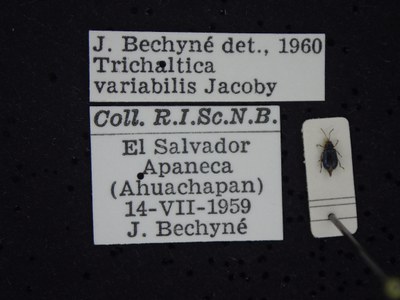 J. Bechyné det., 1960
Trichaltica
variabilis Jacoby
Coll. R.I.Sc.N.B.
El Salvador
Apaneca
(Ahuachapan)
14-VII-1959
J. Bechyné